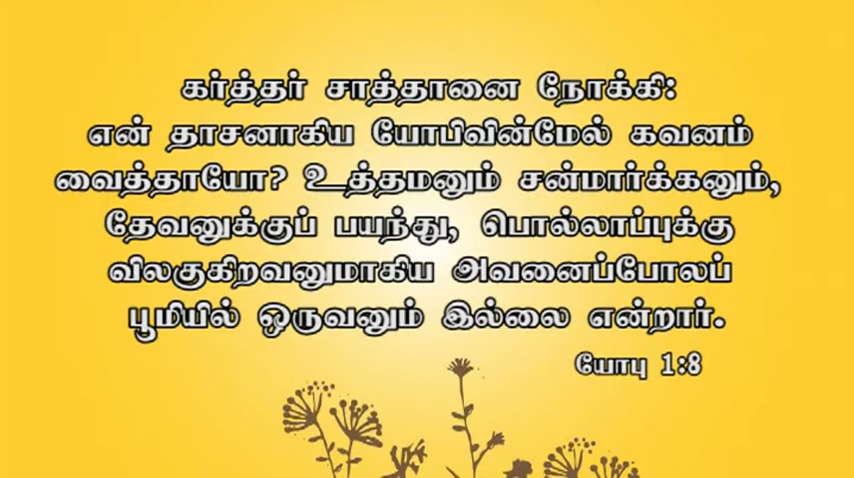 கர்த்தர் சாத்தானை நோக்கி:
என் தாசனாகிய யோபிவின்மேல் கவனம்
வைத்தாயோ? உத்தமனும் சன்மார்க்கனும்,
தேவனுக்குப் பயந்து, பொல்லாப்புக்கு
விலகுகிறவனுமாகிய அவனைப்போலப்
பூமியில் ஒருவனும் இல்லை என்றார்.
யோபு 1:8